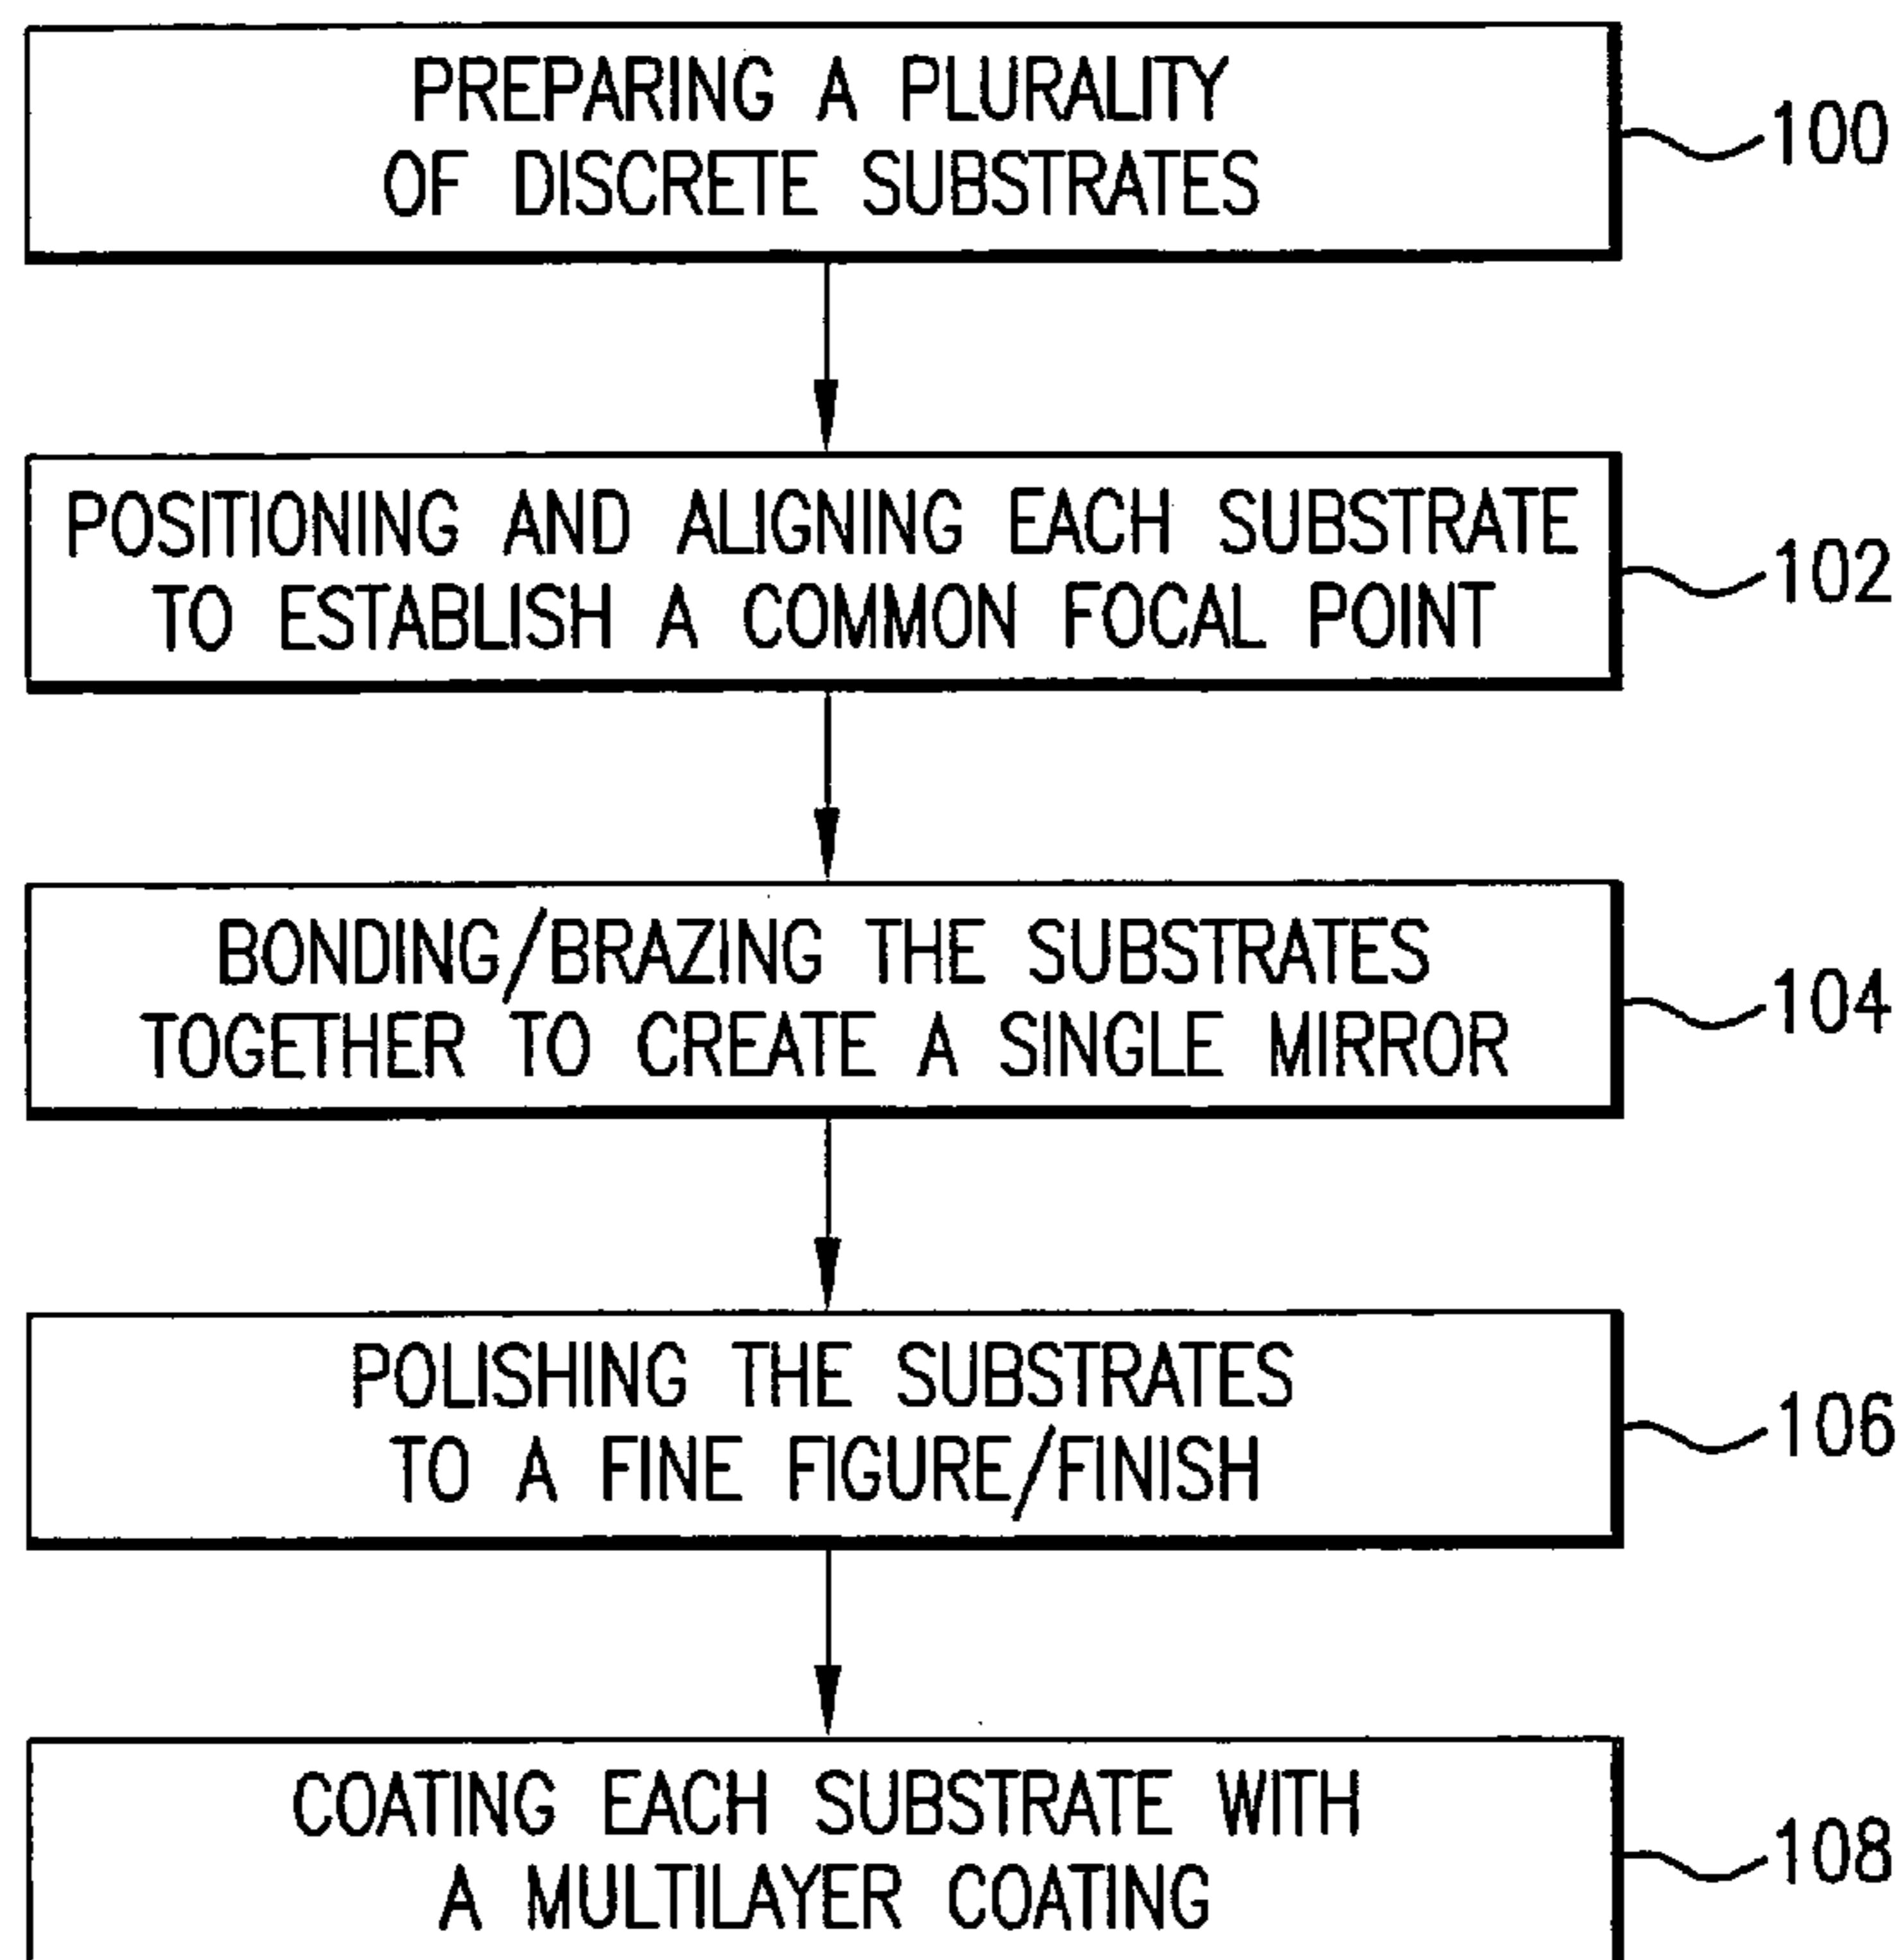 PREPARING A PLURALITY
OF DISCRETE SUBSTRATES
100
POSITIONING AND ALIGNING EACH SUBSTRATE
TO ESTABLISH A COMMON FOCAL POINT
102
BONDING/BRAZING THE SUBSTRATES
TOGETHER TO CREATE A SINGLE MIRROR
104
POLISHING THE SUBSTRATES
TO A FINE FIGURE/FINISH
106
COATING EACH SUBSTRATE WITH
A MULTILAYER COATING
108